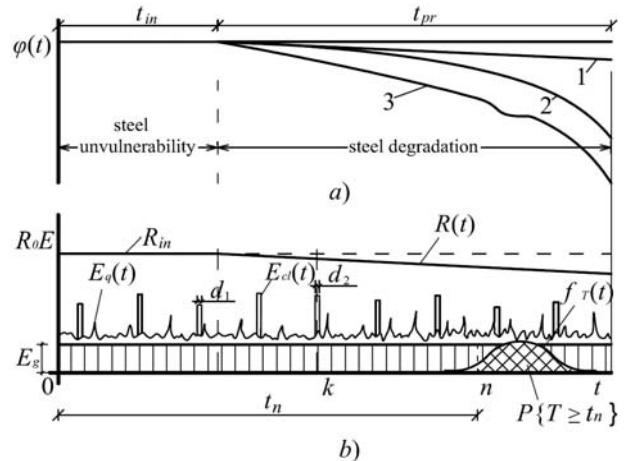 t_in t_pr
φ(t)
1
2
3
steel
unvulnerability steel degradation
a)
R₀E R_in R(t)
E_q(t) d₁ E_cl(t) d₂ f_T(t)
E_g
0 k n t
t_n P{T ≥ t_n}
b)